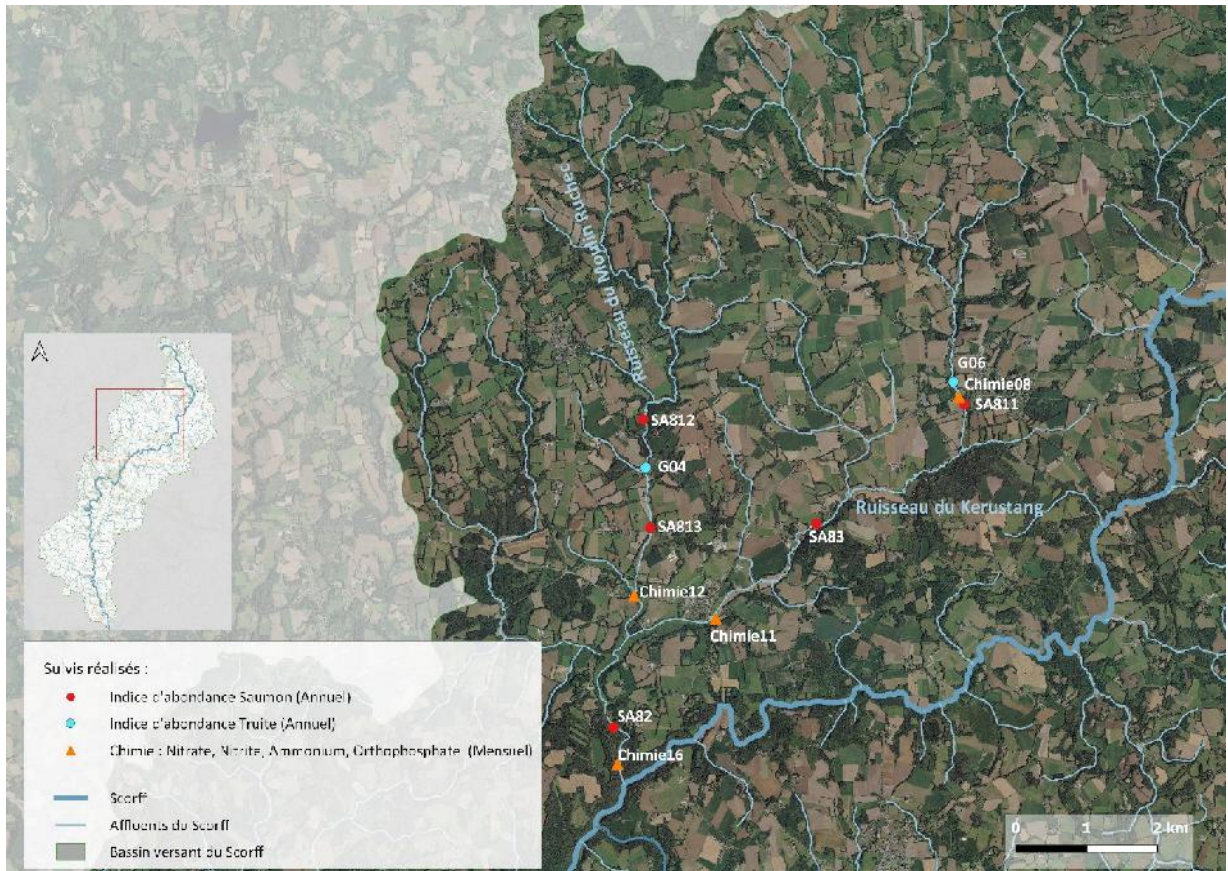 Ruisseau du Moulin Ruchec
G06
Chimie08
SA811
SA812
G04
Ruisseau du Kerustang
SA813
SA83
Chimie12
Chimie11
SA82
Chimie16
Suivis réalisés :
Indice d'abondance Saumon (Annuel)
Indice d'abondance Truite (Annuel)
Chimie : Nitrate, Nitrite, Ammonium, Orthophosphate (Mensuel)
Scorff
Affluents du Scorff
Bassin versant du Scorff
0 1 2 km